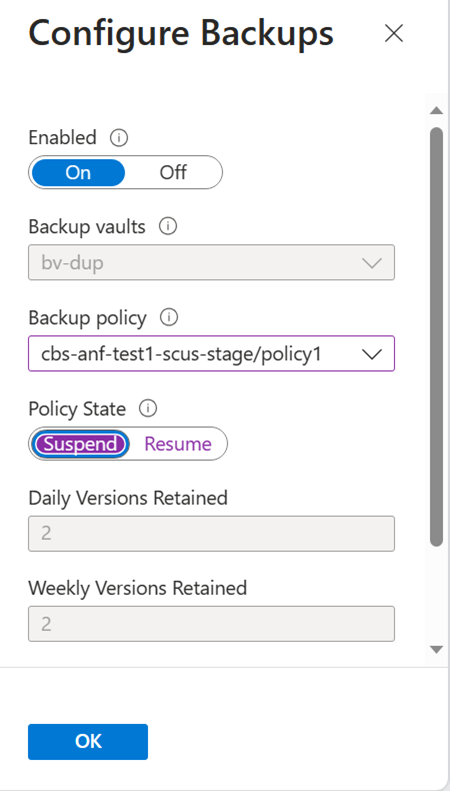 Configure Backups
Enabled
On Off
Backup vaults
bv-dup
Backup policy
cbs-anf-test1-scus-stage/policy1
Policy State
Suspend Resume
Daily Versions Retained
2
Weekly Versions Retained
2
OK